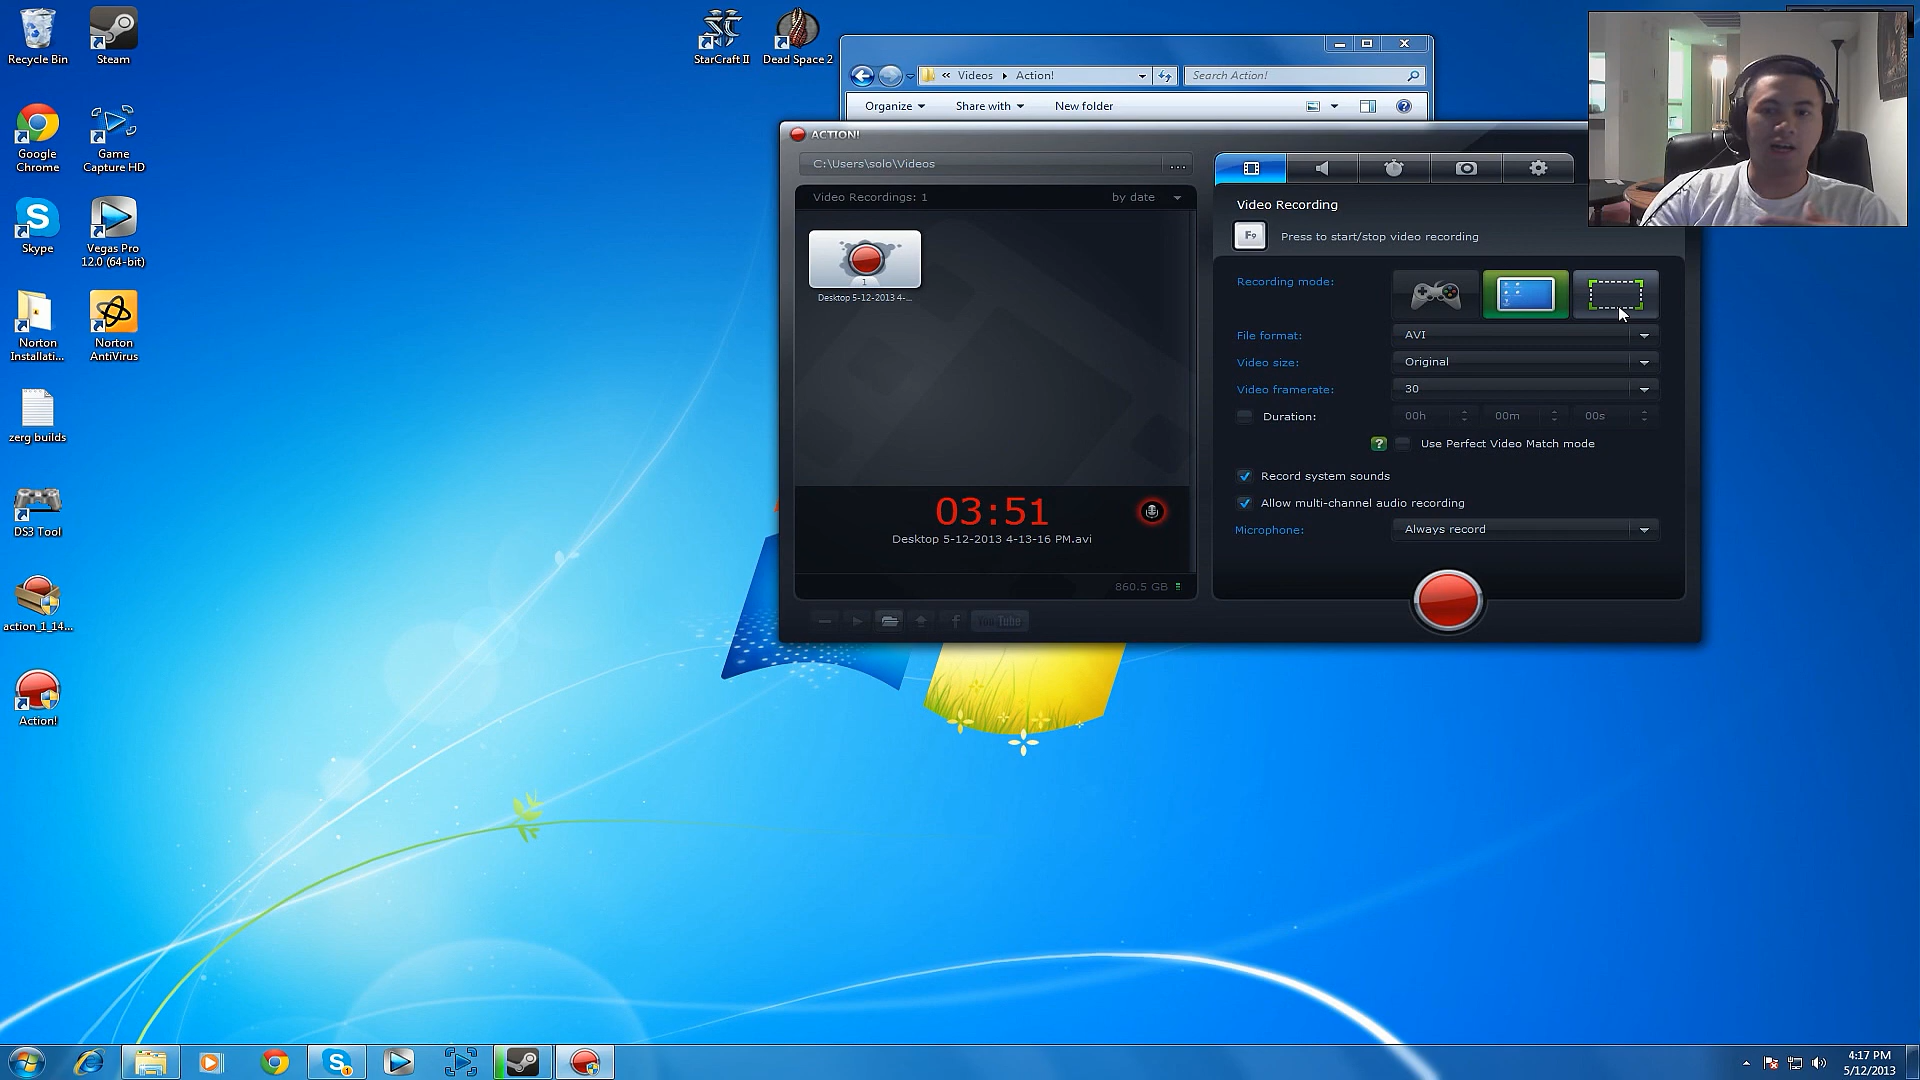 Recycle Bin
Steam
Google
Chrome
Game
Capture HD
Skype
Vegas Pro
12.0 (64-bit)
Norton
Installati...
Norton
AntiVirus
zerg builds
DS3 Tool
action_1_14...
Action!
StarCraft II
Dead Space 2
« Videos Action!
Search Action!
Organize
Share with
New folder
ACTION!
C:\Users\solo\Videos
...
Video Recordings: 1
by date
1
Desktop 5-12-2013 4-...
03:51
Desktop 5-12-2013 4-13-16 PM.avi
860.5 GB
f
YouTube
Video Recording
F9
Press to start/stop video recording
Recording mode:
File format:
AVI
Video size:
Original
Video framerate:
30
Duration:
00h
00m
00s
?
Use Perfect Video Match mode
Record system sounds
Allow multi-channel audio recording
Microphone:
Always record
4:17 PM
5/12/2013